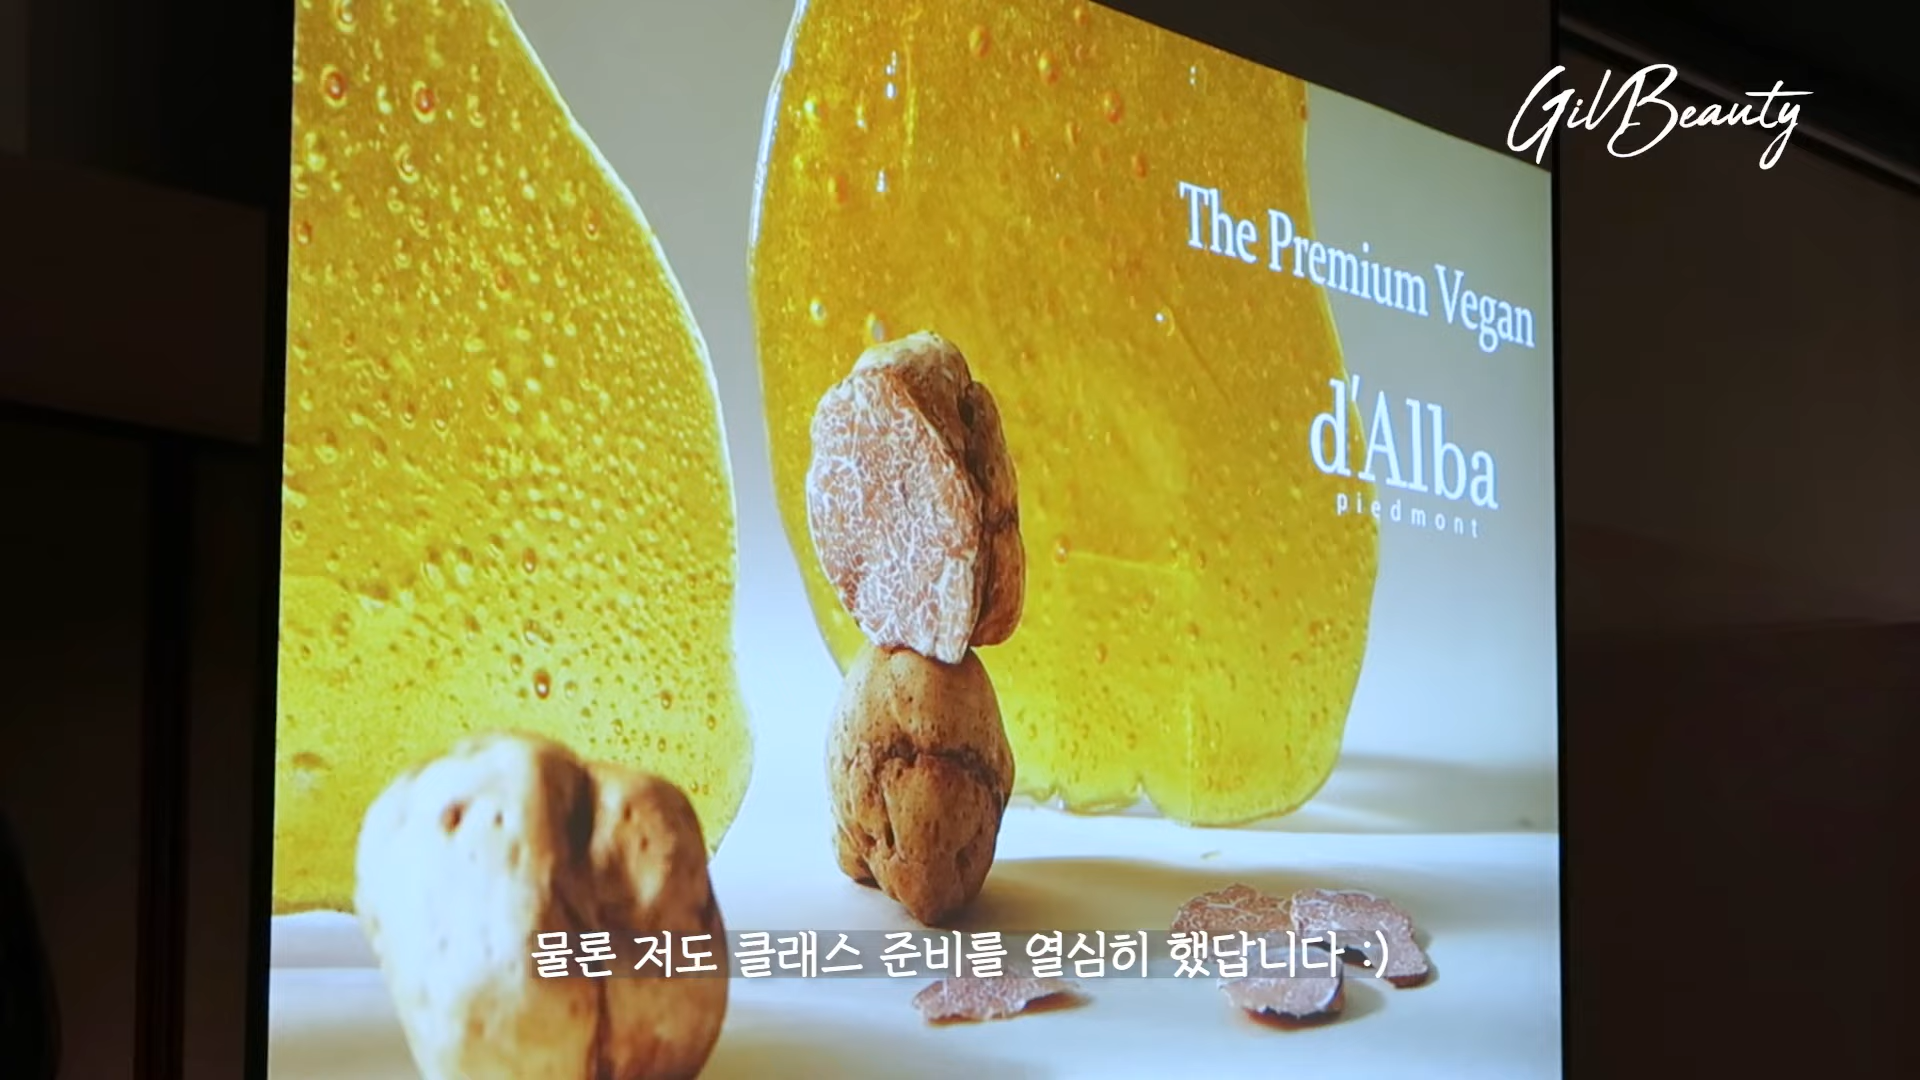 GilBeauty
The Premium Vegan
d'Alba
piedmont
물론 저도 클래스 준비를 열심히 했답니다 :)